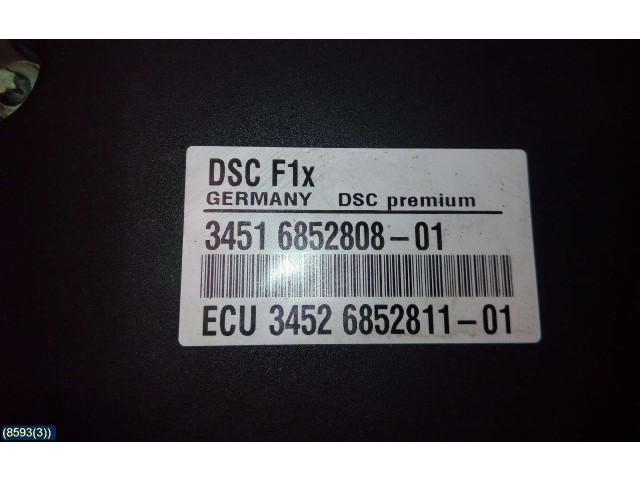 DSC F1x
GERMANY DSC premium
3451 6852808-01
ECU 3452 6852811-01
(8593(3))